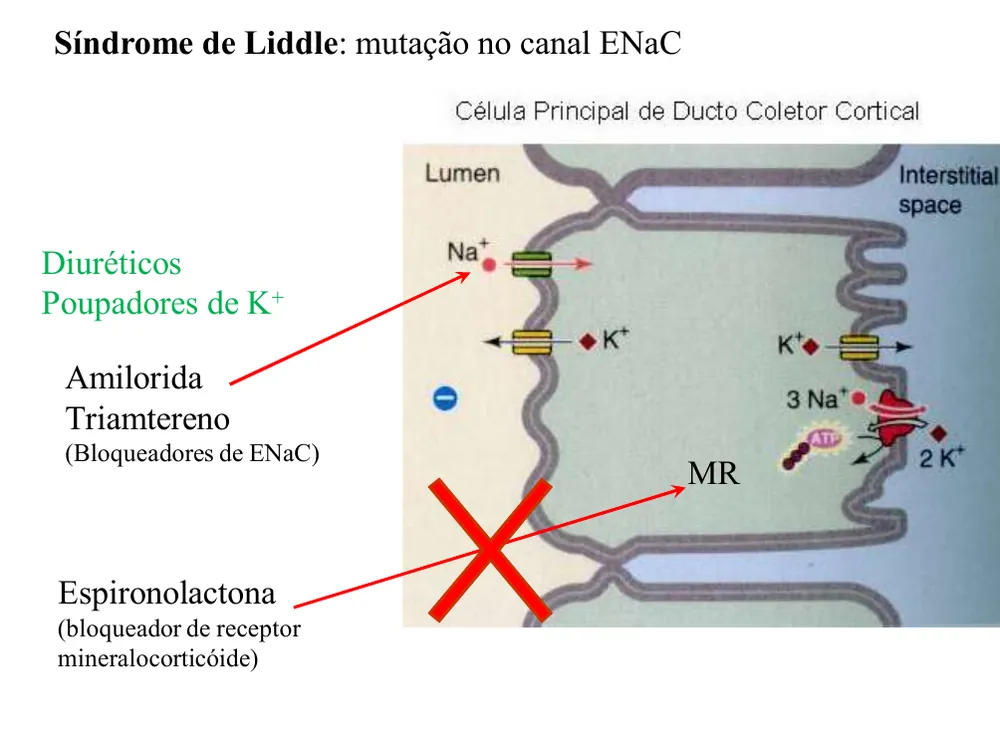 Síndrome de Liddle: mutação no canal ENaC
Célula Principal de Ducto Coletor Cortical
Lumen
Interstitial
space
Na⁺
Diuréticos
Poupadores de K⁺
K⁺
K⁺
Amilorida
Triamtereno
(Bloqueadores de ENaC)
3 Na⁺
ATP
2 K⁺
MR
Espironolactona
(bloqueador de receptor
mineralocorticóide)